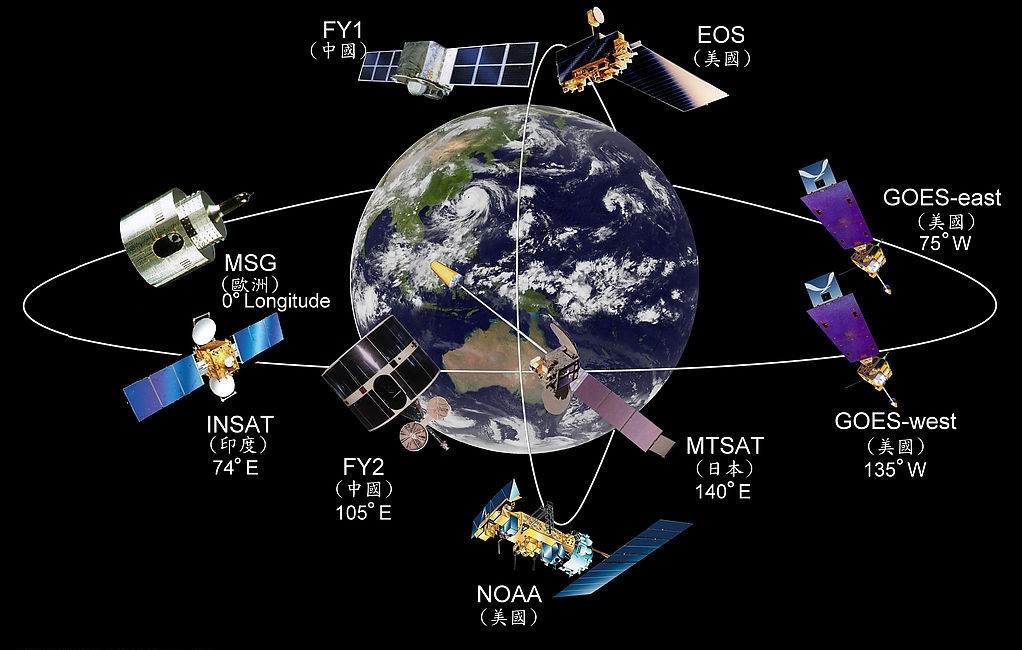 FY1
(中國)
EOS
(美國)
GOES-east
(美國)
75°W
MSG
(歐洲)
0°Longitude
INSAT
(印度)
74°E
FY2
(中國)
105°E
MTSAT
(日本)
140°E
GOES-west
(美國)
135°W
NOAA
(美國)